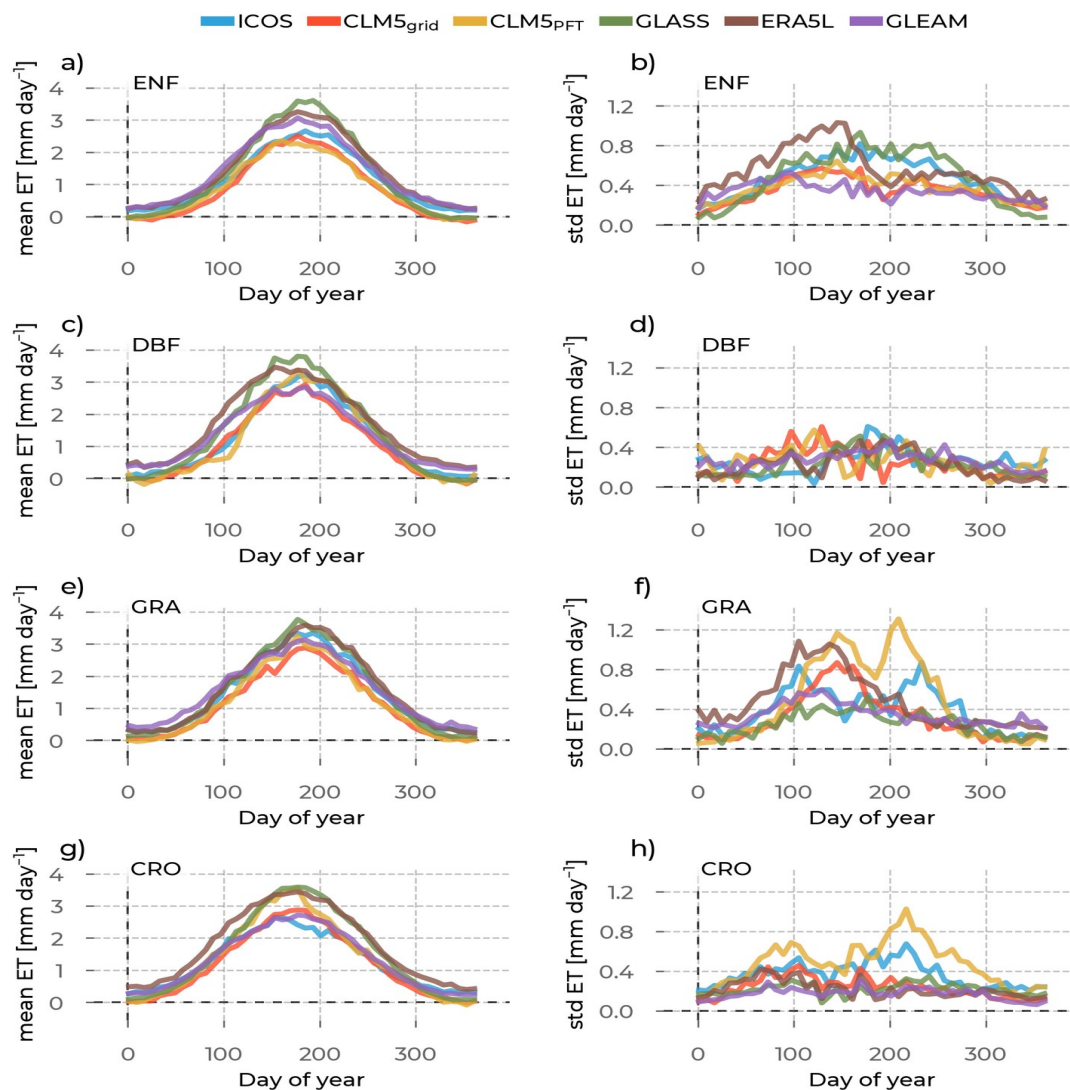 ICOS CLM5grid CLM5PFT GLASS ERA5L GLEAM
a) ENF
mean ET [mm day⁻¹]
4
3
2
1
0
0 100 200 300
Day of year
b) ENF
std ET [mm day⁻¹]
1.2
0.8
0.4
0.0
0 100 200 300
Day of year
c) DBF
mean ET [mm day⁻¹]
4
3
2
1
0
0 100 200 300
Day of year
d) DBF
std ET [mm day⁻¹]
1.2
0.8
0.4
0.0
0 100 200 300
Day of year
e) GRA
mean ET [mm day⁻¹]
4
3
2
1
0
0 100 200 300
Day of year
f) GRA
std ET [mm day⁻¹]
1.2
0.8
0.4
0.0
0 100 200 300
Day of year
g) CRO
mean ET [mm day⁻¹]
4
3
2
1
0
0 100 200 300
Day of year
h) CRO
std ET [mm day⁻¹]
1.2
0.8
0.4
0.0
0 100 200 300
Day of year